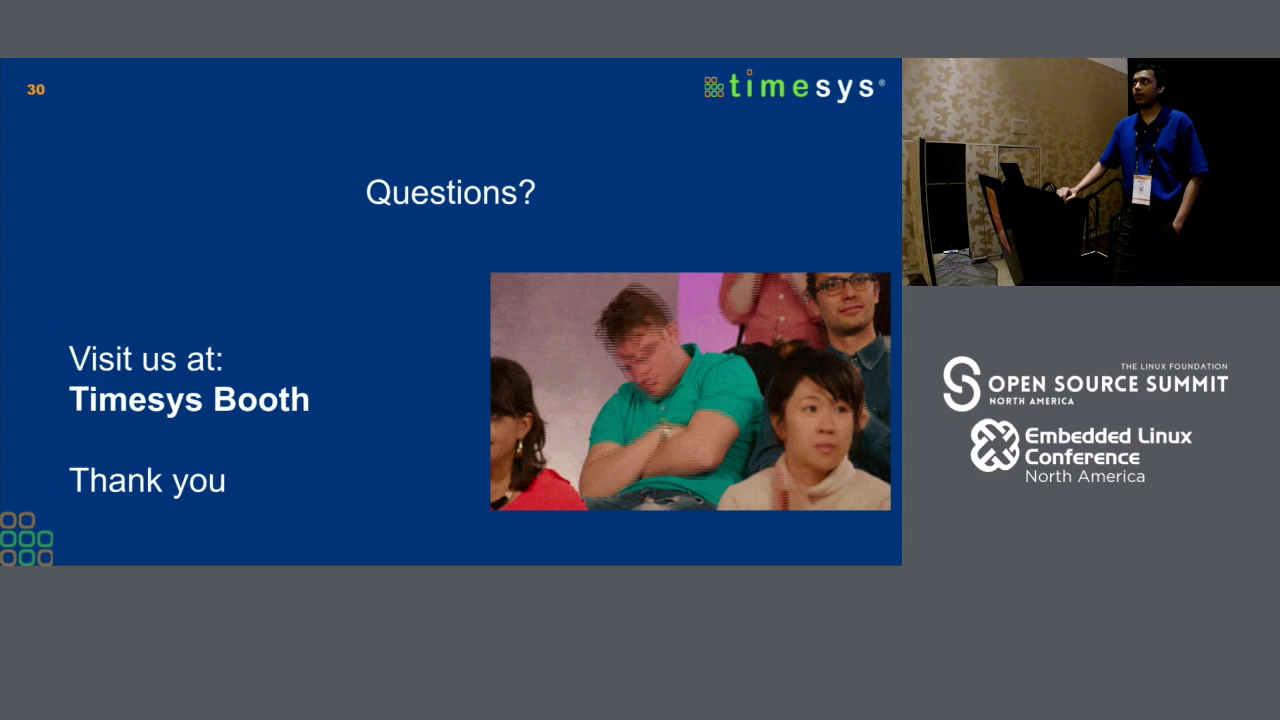 30
timesys®
Questions?
Visit us at:
Timesys Booth
Thank you
THE LINUX FOUNDATION
OPEN SOURCE SUMMIT
NORTH AMERICA
Embedded Linux
Conference
North America